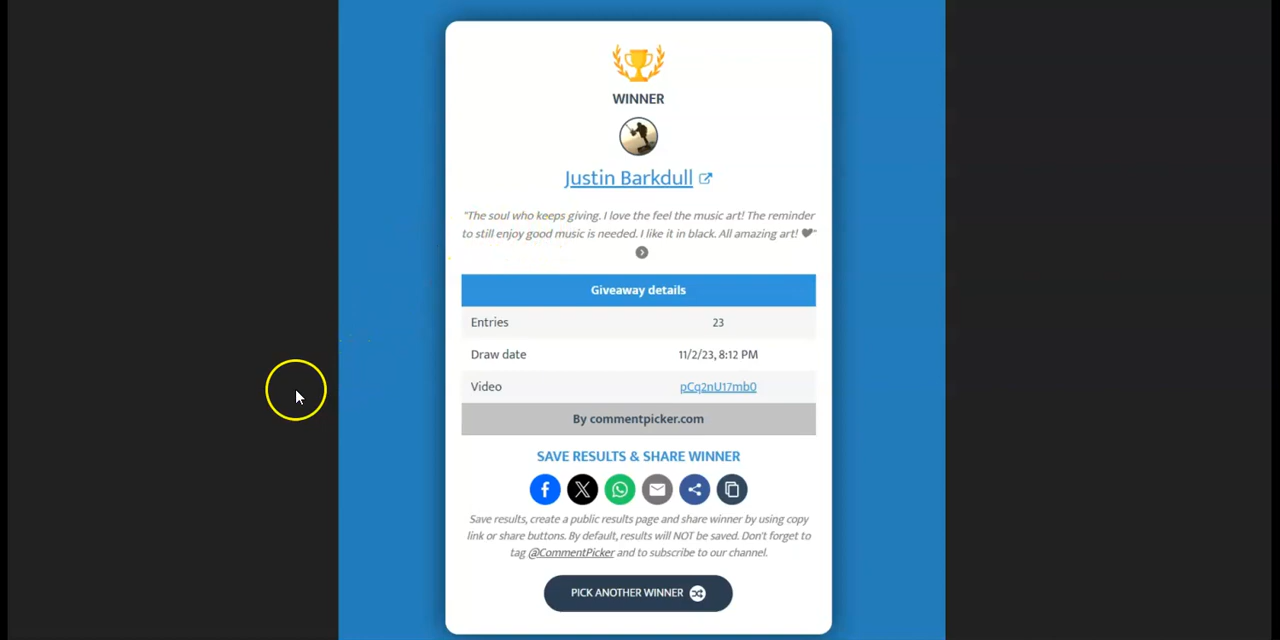 WINNER
Justin Barkdull
"The soul who keeps giving. I love the feel the music art! The reminder
to still enjoy good music is needed. I like it in black. All amazing art! 🖤"
Giveaway details
Entries 23
Draw date 11/2/23, 8:12 PM
Video pCq2nU17mb0
By commentpicker.com
SAVE RESULTS & SHARE WINNER
Save results, create a public results page and share winner by using copy
link or share buttons. By default, results will NOT be saved. Don't forget to
tag @CommentPicker and to subscribe to our channel.
PICK ANOTHER WINNER